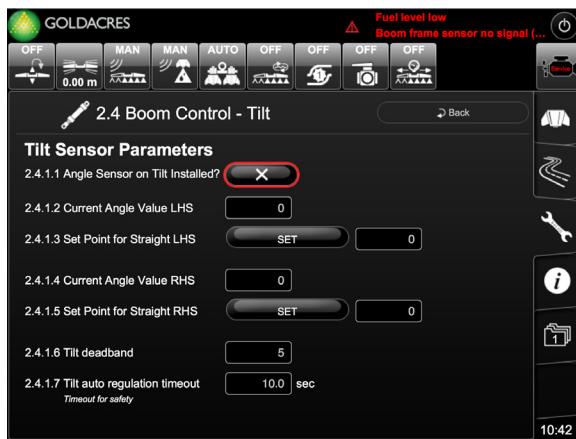 GOLDACRES
Fuel level low
Boom frame sensor no signal (...
OFF
MAN
MAN
AUTO
OFF
OFF
OFF
OFF
0.00 m
1
Service
2.4 Boom Control - Tilt
Back
Tilt Sensor Parameters
2.4.1.1 Angle Sensor on Tilt Installed?
2.4.1.2 Current Angle Value LHS
0
2.4.1.3 Set Point for Straight LHS
SET
0
2.4.1.4 Current Angle Value RHS
0
2.4.1.5 Set Point for Straight RHS
SET
0
2.4.1.6 Tilt deadband
5
2.4.1.7 Tilt auto regulation timeout
10.0 sec
Timeout for safety
i
1
10:42